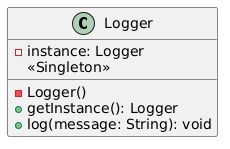 C Logger
instance: Logger
«Singleton»
Logger()
getInstance(): Logger
log(message: String): void